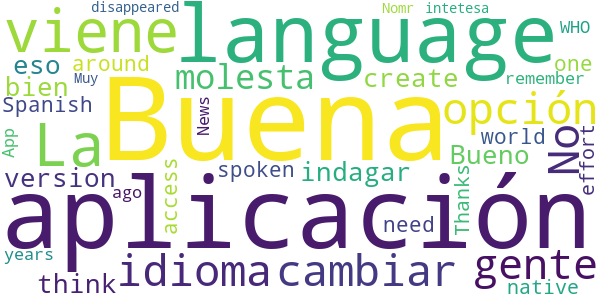 disappeared
Nomr intetesa
viene language
WHO
eso around
molesta
create
one
bien
Muy
remember
Spanish
News
Buena
opción
App
La
world
No
Bueno
effort
version
spoken indagar
access
Thanks
ago
aplicación
need
gente
years
idioma cambiar
think
native